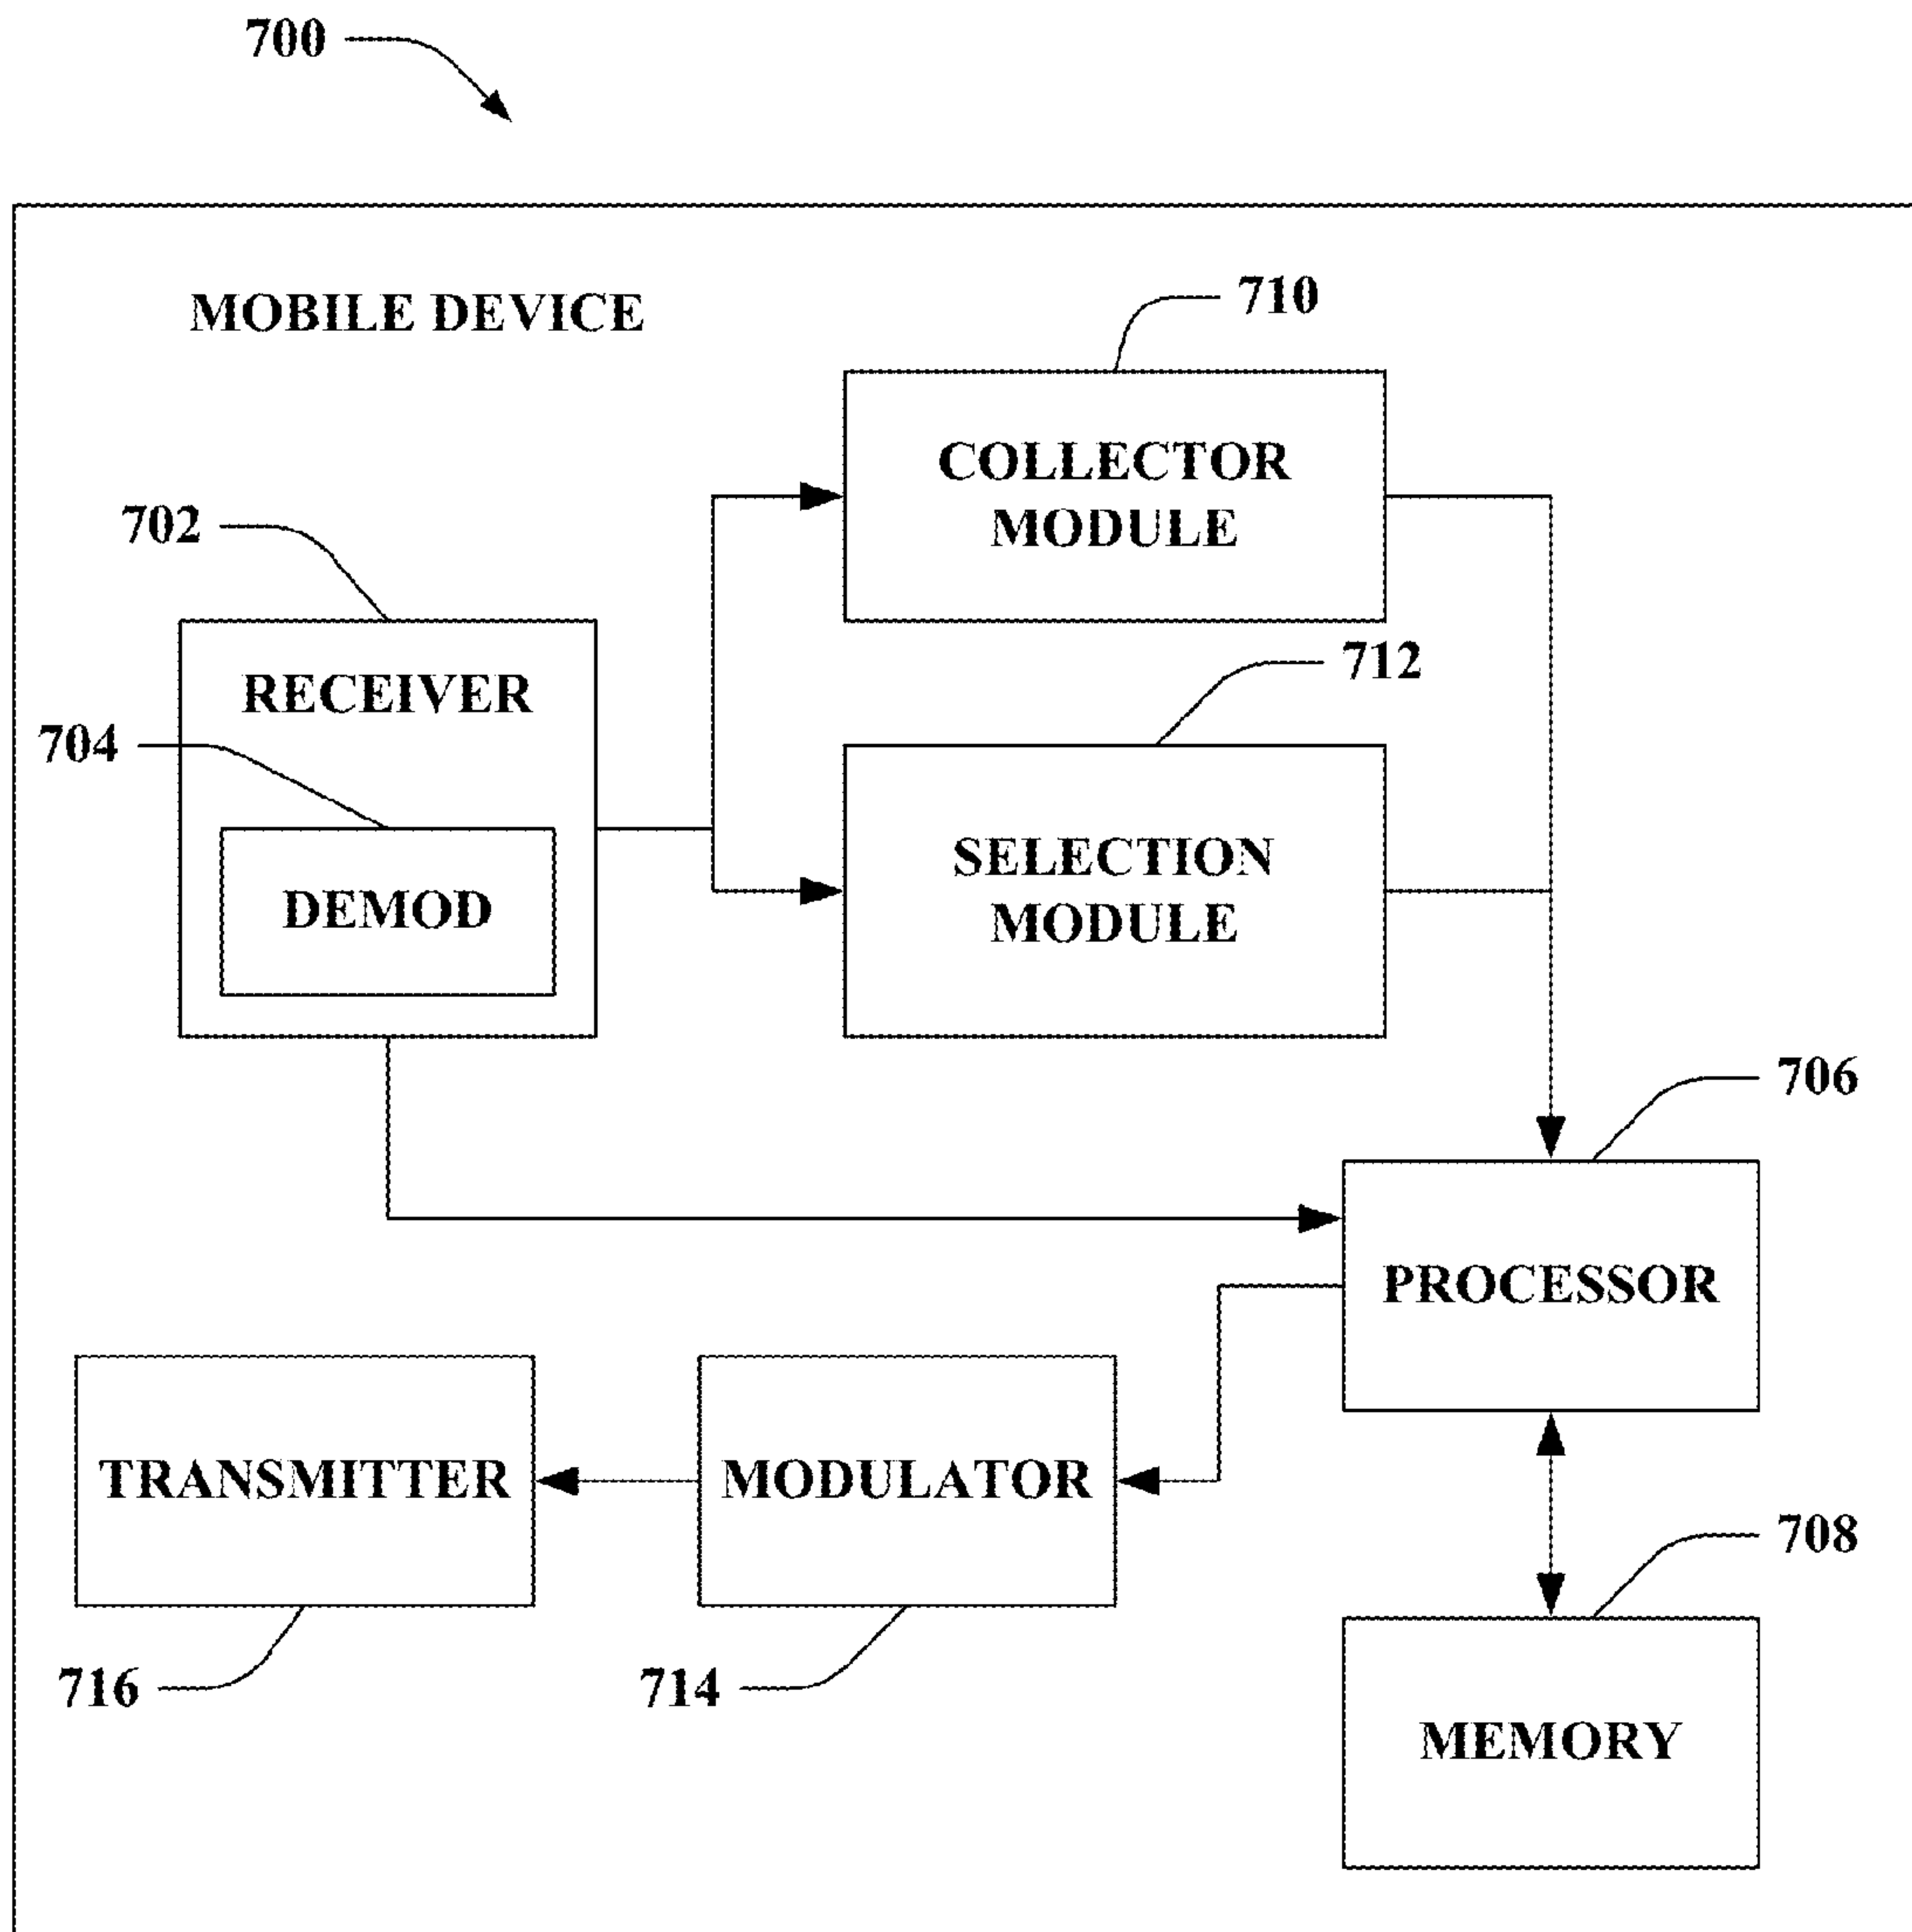 700
MOBILE DEVICE
710
COLLECTOR
MODULE
702
RECEIVER
712
704
DEMOD
SELECTION
MODULE
706
PROCESSOR
TRANSMITTER
MODULATOR
708
716
714
MEMORY